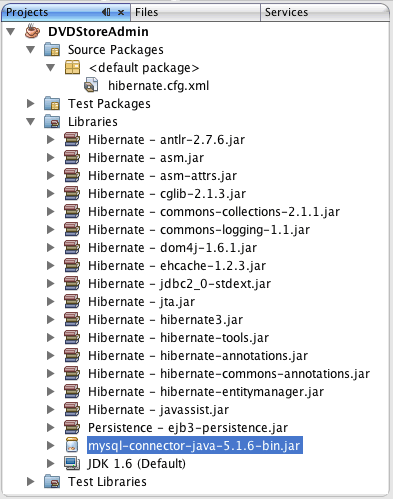 Projects
Files
Services
DVDStoreAdmin
Source Packages
<default package>
hibernate.cfg.xml
Test Packages
Libraries
Hibernate - antlr-2.7.6.jar
Hibernate - asm.jar
Hibernate - asm-attrs.jar
Hibernate - cglib-2.1.3.jar
Hibernate - commons-collections-2.1.1.jar
Hibernate - commons-logging-1.1.jar
Hibernate - dom4j-1.6.1.jar
Hibernate - ehcache-1.2.3.jar
Hibernate - jdbc2_0-stdext.jar
Hibernate - jta.jar
Hibernate - hibernate3.jar
Hibernate - hibernate-tools.jar
Hibernate - hibernate-annotations.jar
Hibernate - hibernate-commons-annotations.jar
Hibernate - hibernate-entitymanager.jar
Hibernate - javassist.jar
Persistence - ejb3-persistence.jar
mysql-connector-java-5.1.6-bin.jar
JDK 1.6 (Default)
Test Libraries